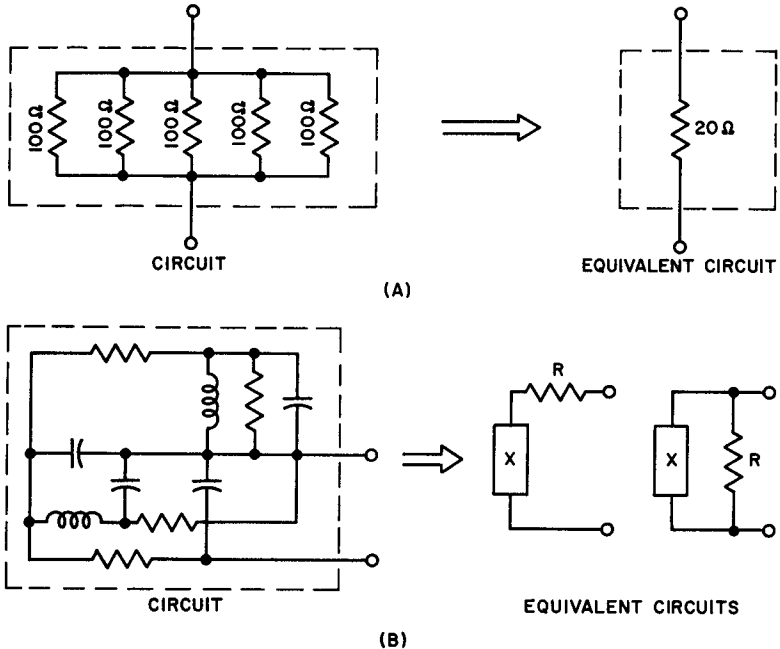 100Ω 100Ω 100Ω 100Ω 100Ω
20Ω
CIRCUIT
EQUIVALENT CIRCUIT
(A)
R
X
X
R
CIRCUIT
EQUIVALENT CIRCUITS
(B)